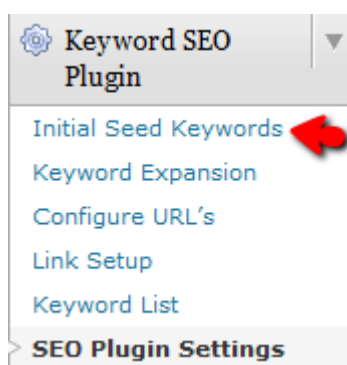 Keyword SEO
Plugin
Initial Seed Keywords
Keyword Expansion
Configure URL's
Link Setup
Keyword List
SEO Plugin Settings